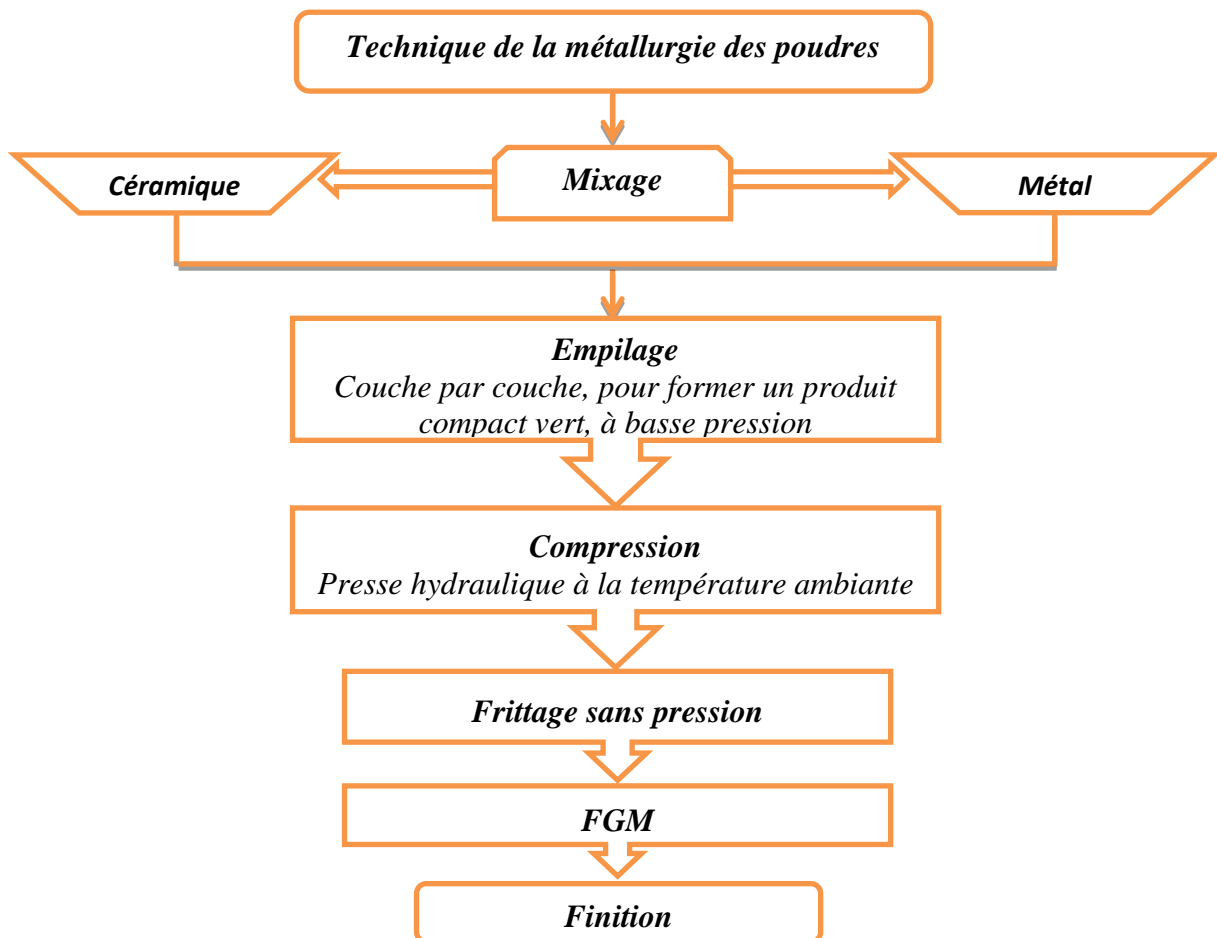 Technique de la métallurgie des poudres
Céramique
Mixage
Métal
Empilage
Couche par couche, pour former un produit
compact vert, à basse pression
Compression
Presse hydraulique à la température ambiante
Frittage sans pression
FGM
Finition